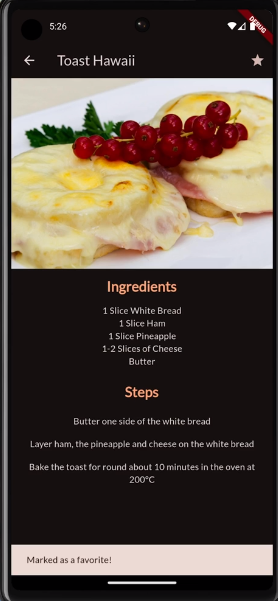 5:26
DEBUG
Toast Hawaii
Ingredients
1 Slice White Bread
1 Slice Ham
1 Slice Pineapple
1-2 Slices of Cheese
Butter
Steps
Butter one side of the white bread
Layer ham, the pineapple and cheese on the white bread
Bake the toast for round about 10 minutes in the oven at
200°C
Marked as a favorite!